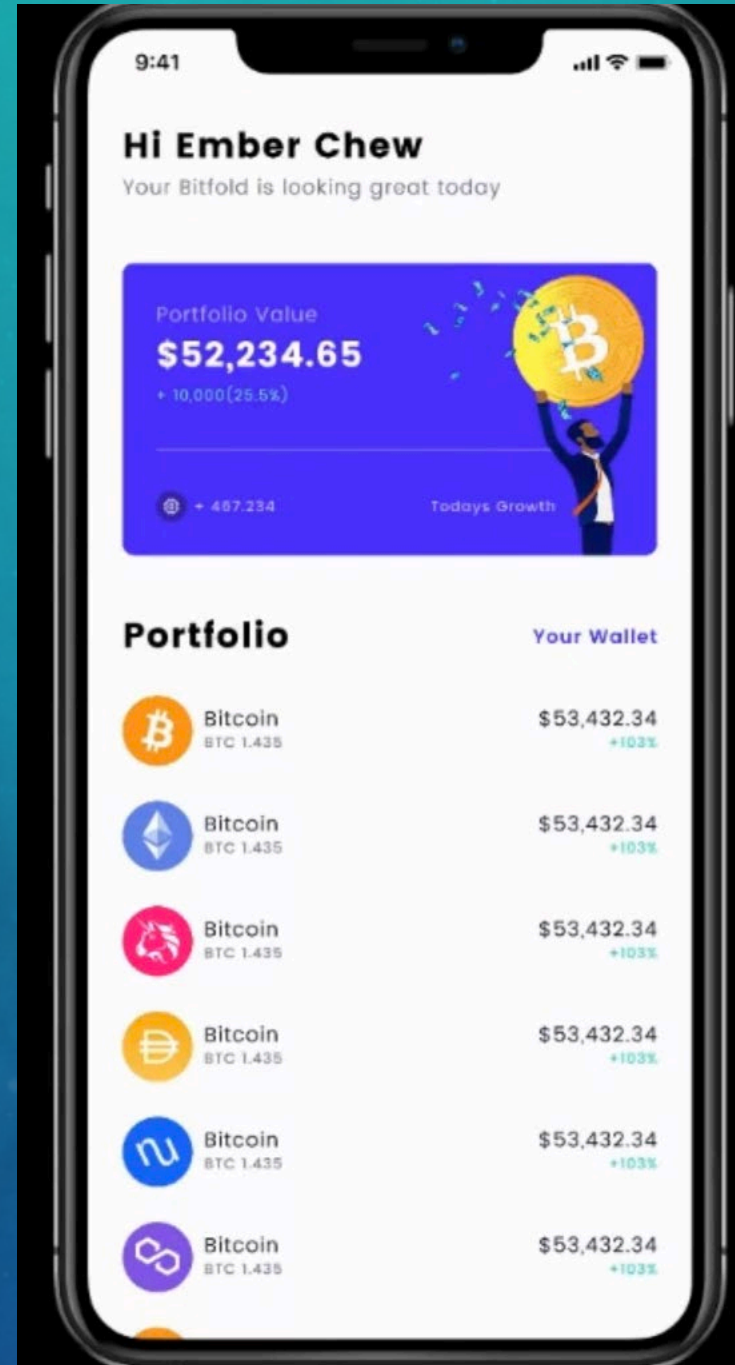 9:41
Hi Ember Chew
Your Bitfold is looking great today
Portfolio Value
$52,234.65
+ 10,000(25.5%)
+ 467.234
Todays Growth
Portfolio
Your Wallet
Bitcoin
$53,432.34
BTC 1.435
+103%
Bitcoin
$53,432.34
BTC 1.435
+103%
Bitcoin
$53,432.34
BTC 1.435
+103%
Bitcoin
$53,432.34
BTC 1.435
+103%
Bitcoin
$53,432.34
BTC 1.435
+103%
Bitcoin
$53,432.34
BTC 1.435
+103%